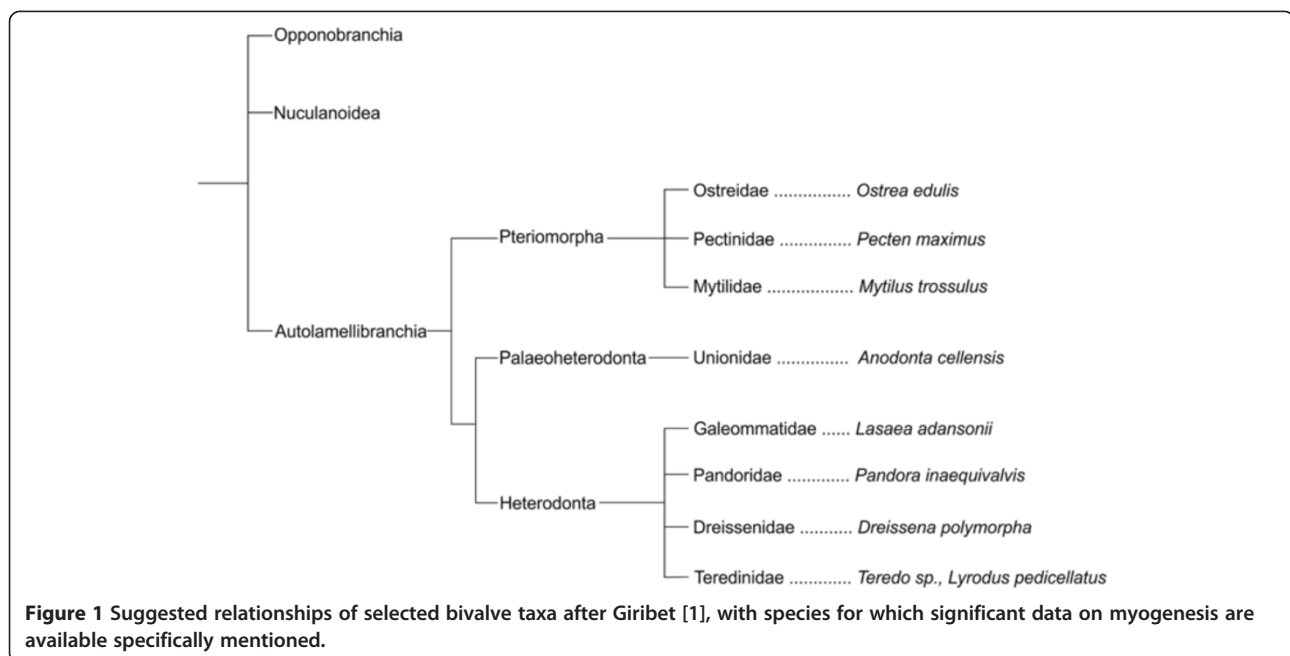 Opponobranchia
Nuculanoidea
Ostreidae ................ Ostrea edulis
Pteriomorpha
Pectinidae ............... Pecten maximus
Mytilidae .................. Mytilus trossulus
Autolamellibranchia
Palaeoheterodonta
Unionidae ............... Anodonta cellensis
Galeommatidae ...... Lasaea adansonii
Pandoridae ............. Pandora inaequivalvis
Heterodonta
Dreissenidae ........... Dreissena polymorpha
Teredinidae ............. Teredo sp., Lyrodus pedicellatus
Figure 1 Suggested relationships of selected bivalve taxa after Giribet [1], with species for which significant data on myogenesis are
available specifically mentioned.